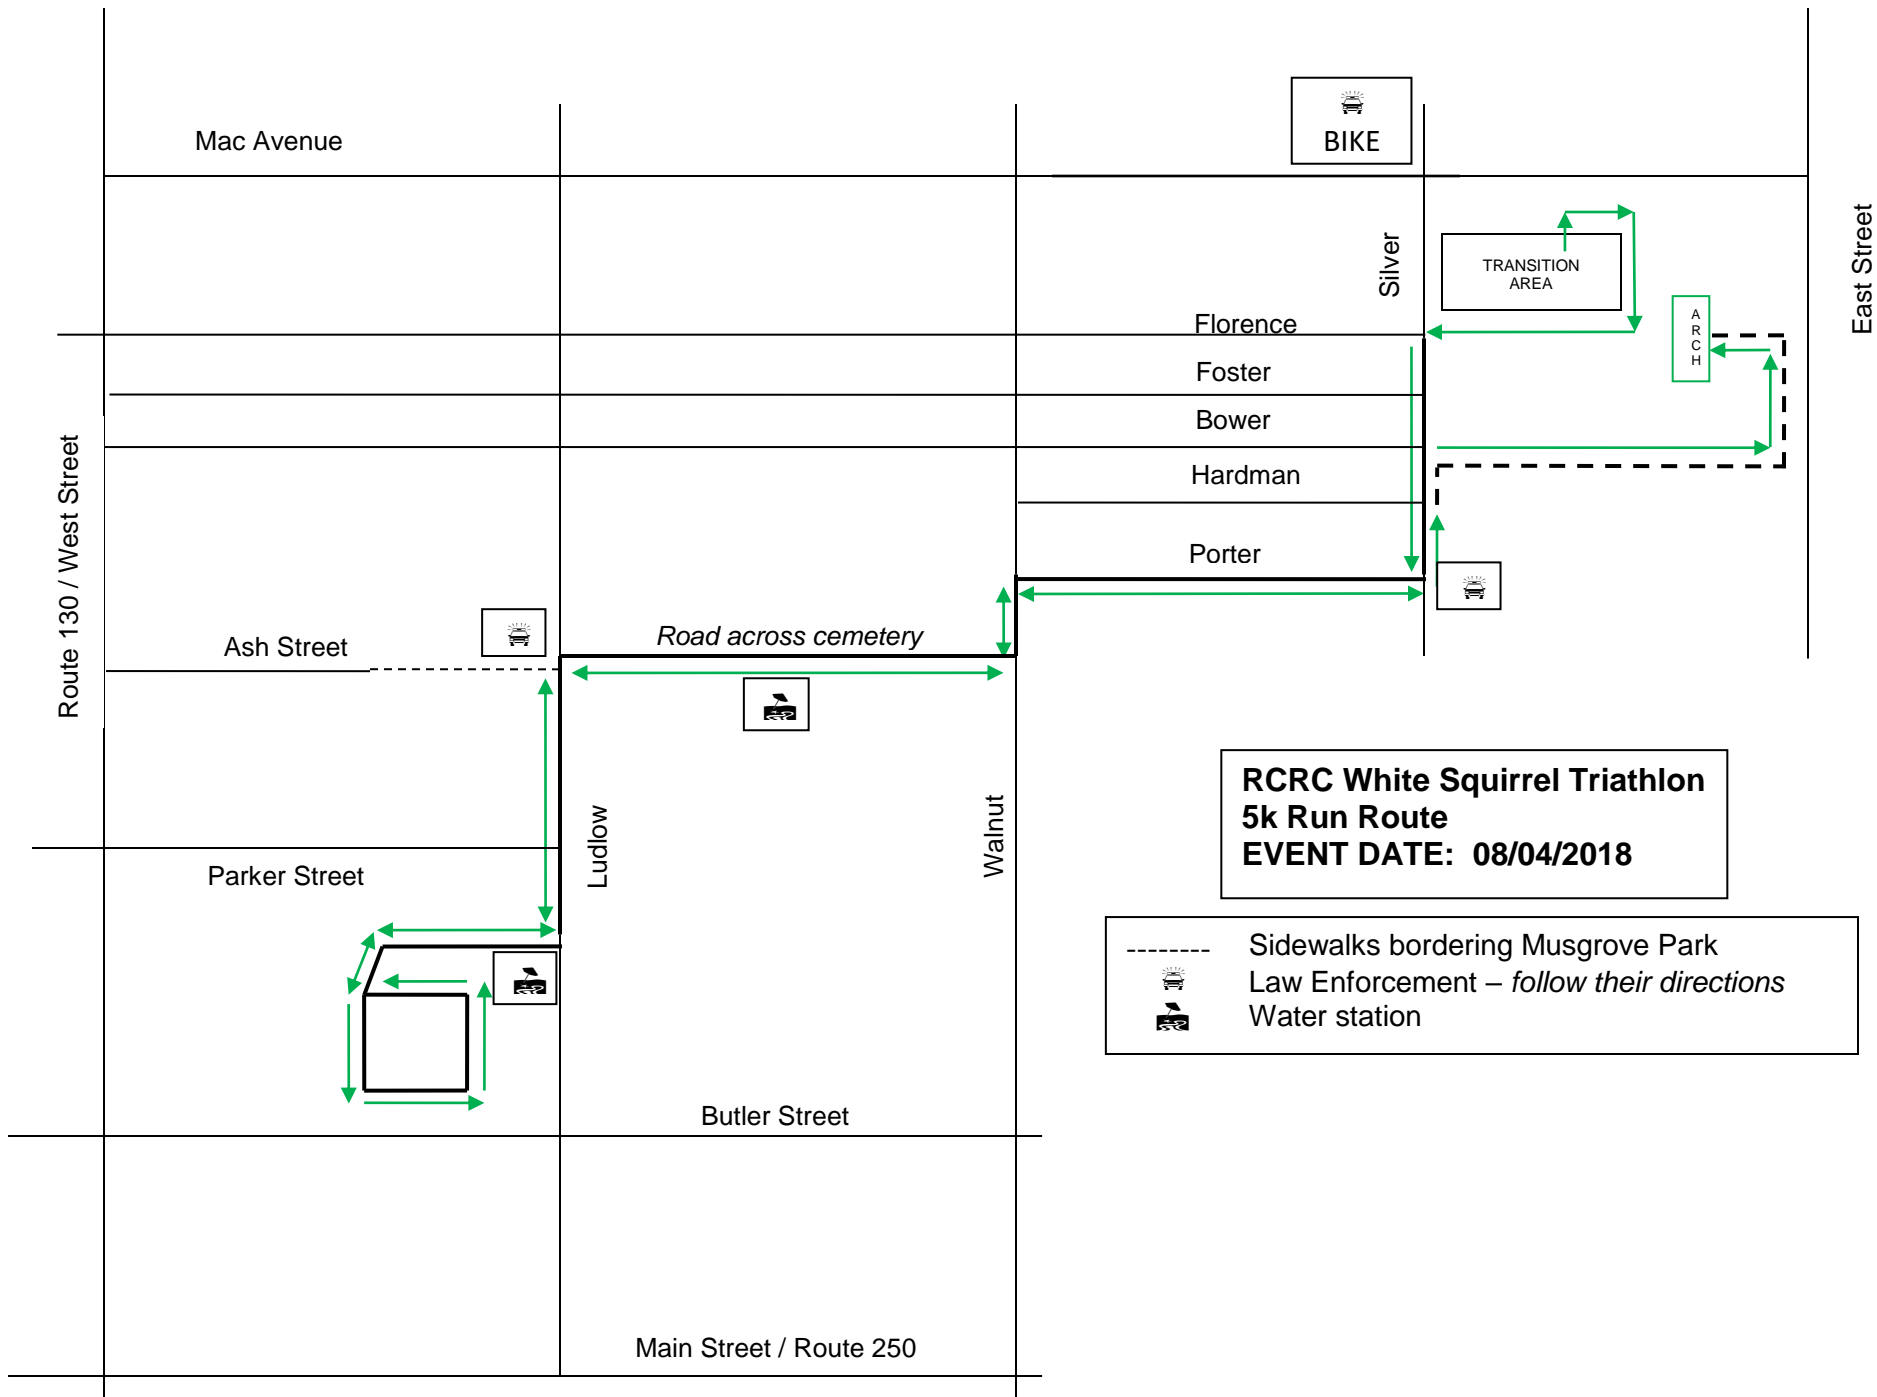 BIKE
Mac Avenue
East Street
Silver
TRANSITION
AREA
ARCH
Florence
Foster
Bower
Hardman
Porter
Route 130 / West Street
Ash Street
Road across cemetery
Ludlow
Walnut
Parker Street
RCRC White Squirrel Triathlon
5k Run Route
EVENT DATE:  08/04/2018
-------- Sidewalks bordering Musgrove Park
Law Enforcement – follow their directions
Water station
Butler Street
Main Street / Route 250